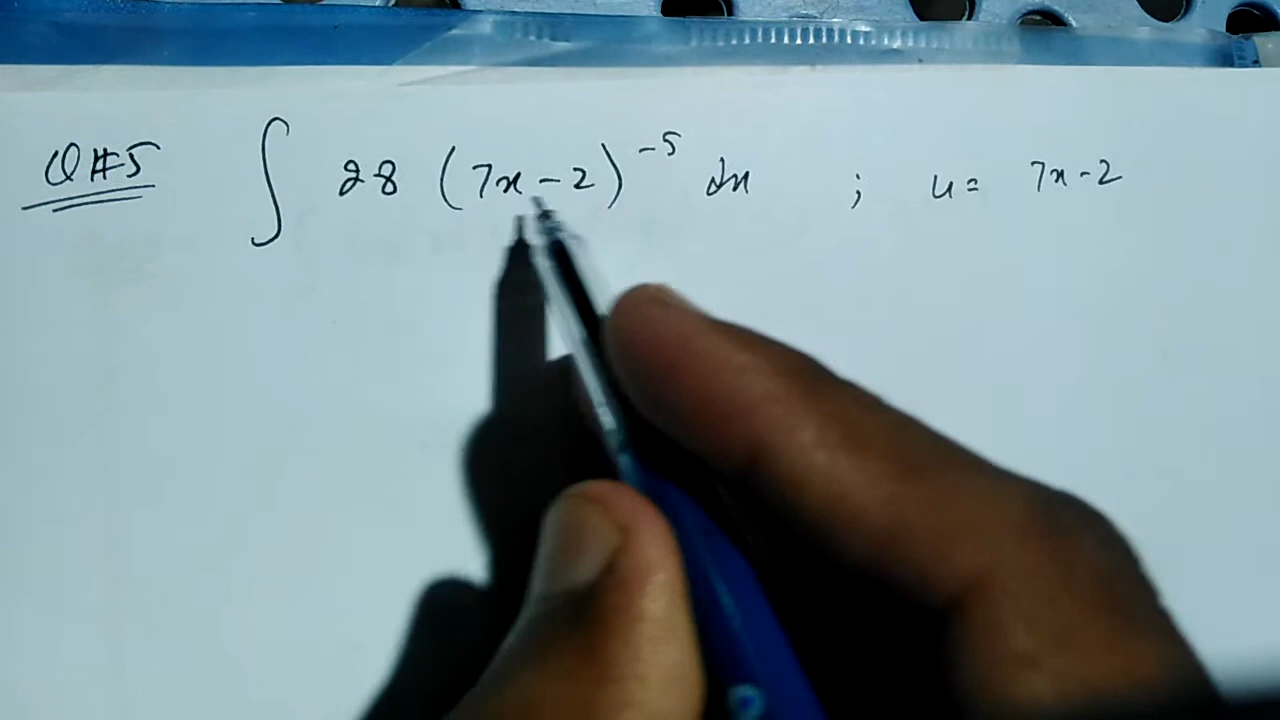 Q#5 ∫ 28 (7x-2)^-5 dx ; u = 7x-2